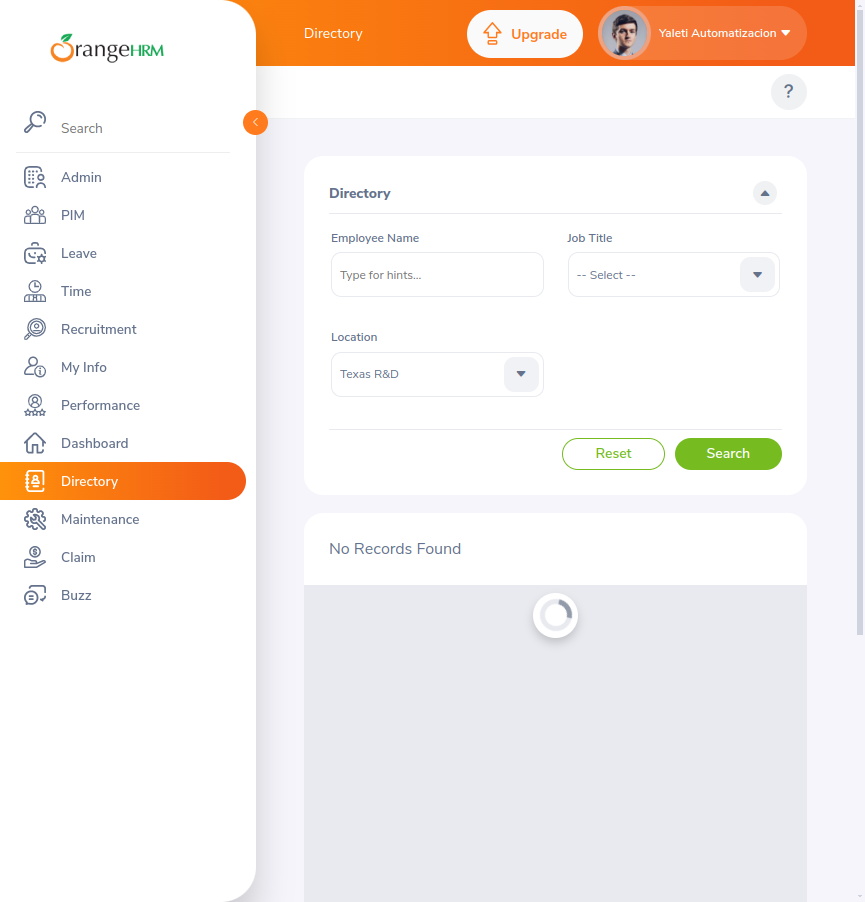 OrangeHRM
Search
Admin
PIM
Leave
Time
Recruitment
My Info
Performance
Dashboard
Directory
Maintenance
Claim
Buzz
Directory
Upgrade
Yaleti Automatizacion
?
Directory
Employee Name
Job Title
Type for hints...
-- Select --
Location
Texas R&D
Reset
Search
No Records Found